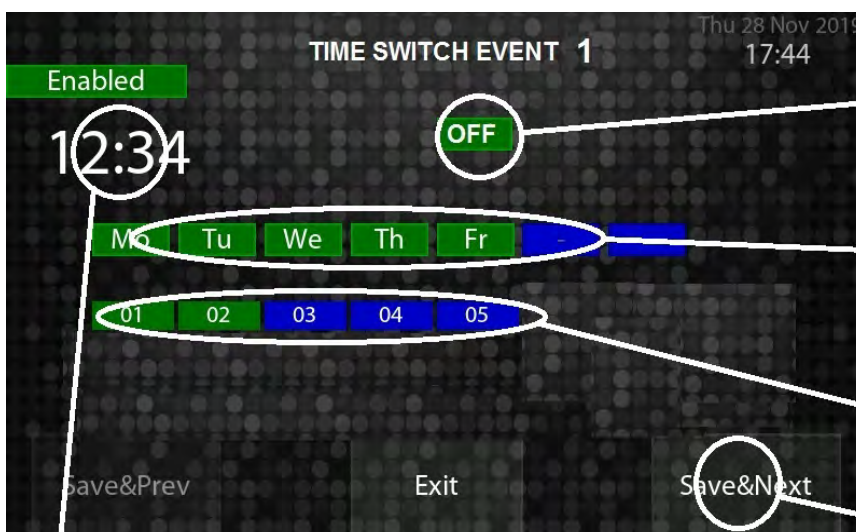 Thu 28 Nov 2019
TIME SWITCH EVENT 1
17:44
Enabled
OFF
12:34
Mo Tu We Th Fr -
01 02 03 04 05
Save&Prev Exit Save&Next